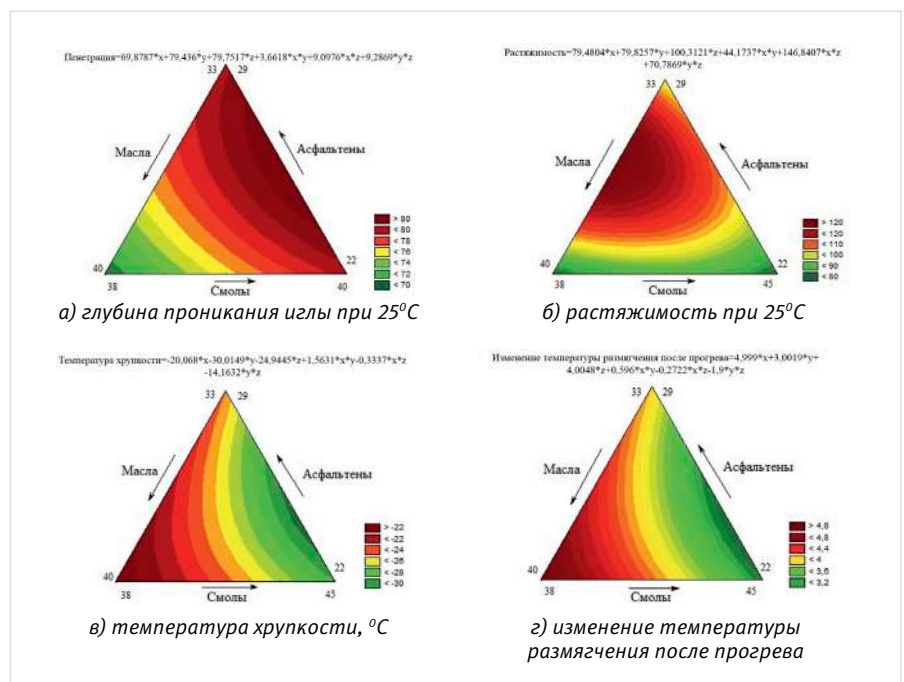 Пенетрация=69,8787*x+79,436*y+79,7517*z+3,6618*x*y+9,0976*x*z+9,2869*y*z
33 29
Масла
Асфальтены
> 80
< 80
< 78
< 76
< 74
< 72
< 70
40
22
38
Смолы
40
а) глубина проникания иглы при 25⁰С
Растяжимость=79,4804*x+79,8257*y+100,3121*z+44,1737*x*y+146,8407*x*z
+70,7869*y*z
33 29
Масла
Асфальтены
> 120
< 120
< 110
< 100
< 90
< 80
40
22
38
Смолы
45
б) растяжимость при 25⁰С
Температура хрупкости=-20,068*x-30,0149*y-24,9445*z+1,5631*x*y-0,3337*x*z
-14,1632*y*z
33 29
Масла
Асфальтены
> -22
< -22
< -24
< -26
< -28
< -30
40
22
38
Смолы
45
в) температура хрупкости, ⁰С
Изменение температуры размягчения после прогрева=4,999*x+3,0019*y+
4,0048*z+0,596*x*y-0,2722*x*z-1,9*y*z
33 29
Масла
Асфальтены
> 4,8
< 4,8
< 4,4
< 4
< 3,6
< 3,2
40
22
38
Смолы
45
г) изменение температуры
размягчения после прогрева